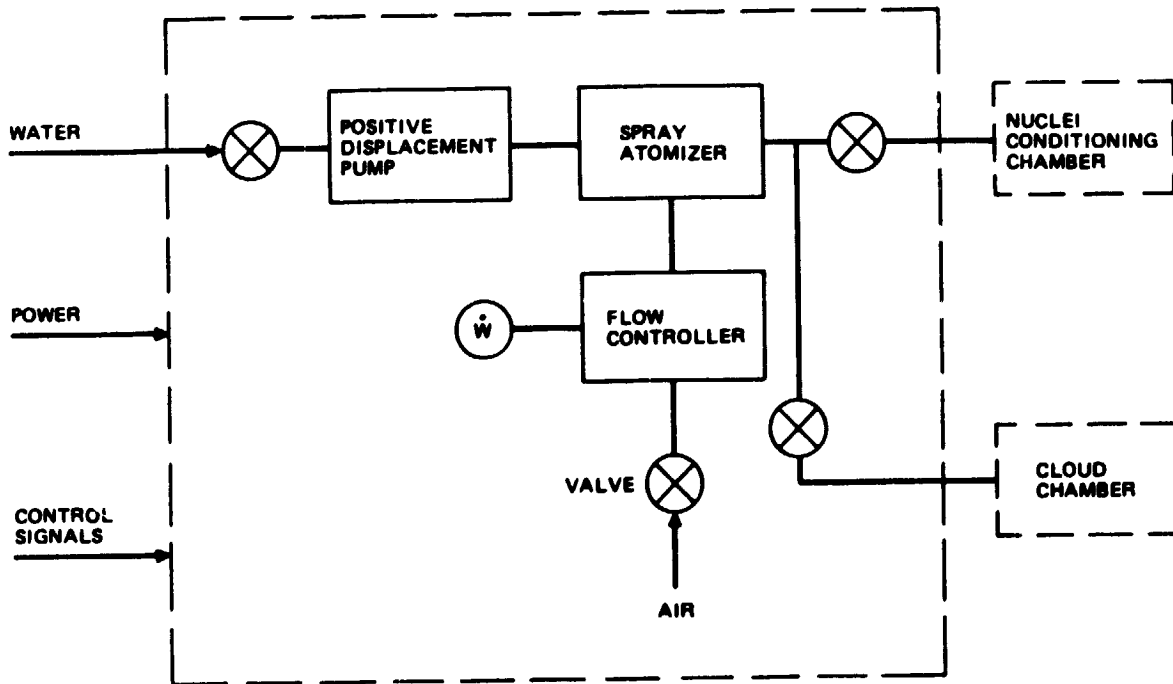 WATER
POSITIVE
DISPLACEMENT
PUMP
SPRAY
ATOMIZER
NUCLEI
CONDITIONING
CHAMBER
POWER
Ẇ
FLOW
CONTROLLER
VALVE
CLOUD
CHAMBER
CONTROL
SIGNALS
AIR